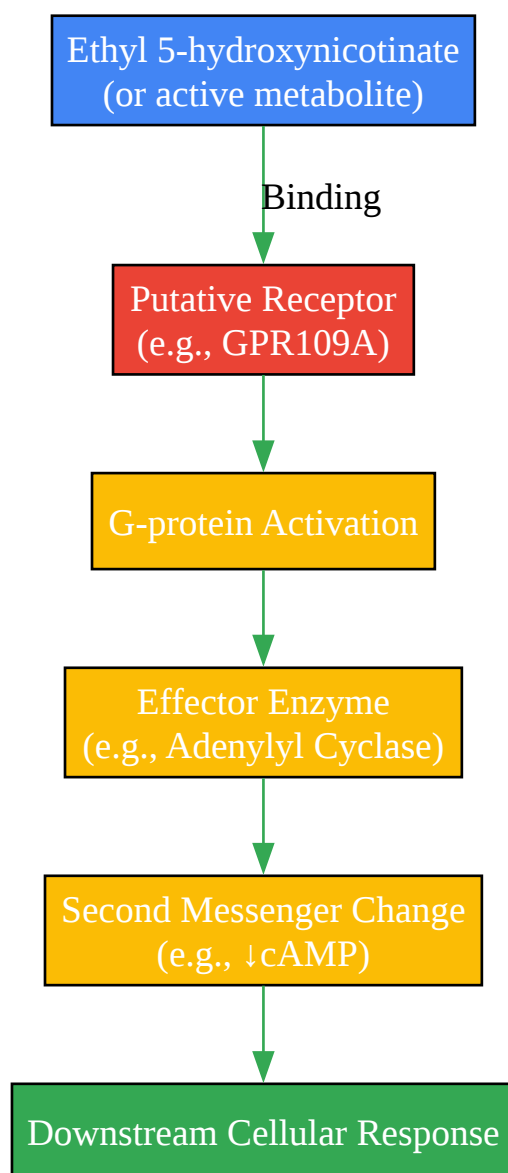 Ethyl 5-hydroxynicotinate
(or active metabolite)
Binding
Putative Receptor
(e.g., GPR109A)
G-protein Activation
Effector Enzyme
(e.g., Adenylyl Cyclase)
Second Messenger Change
(e.g., ↓cAMP)
Downstream Cellular Response